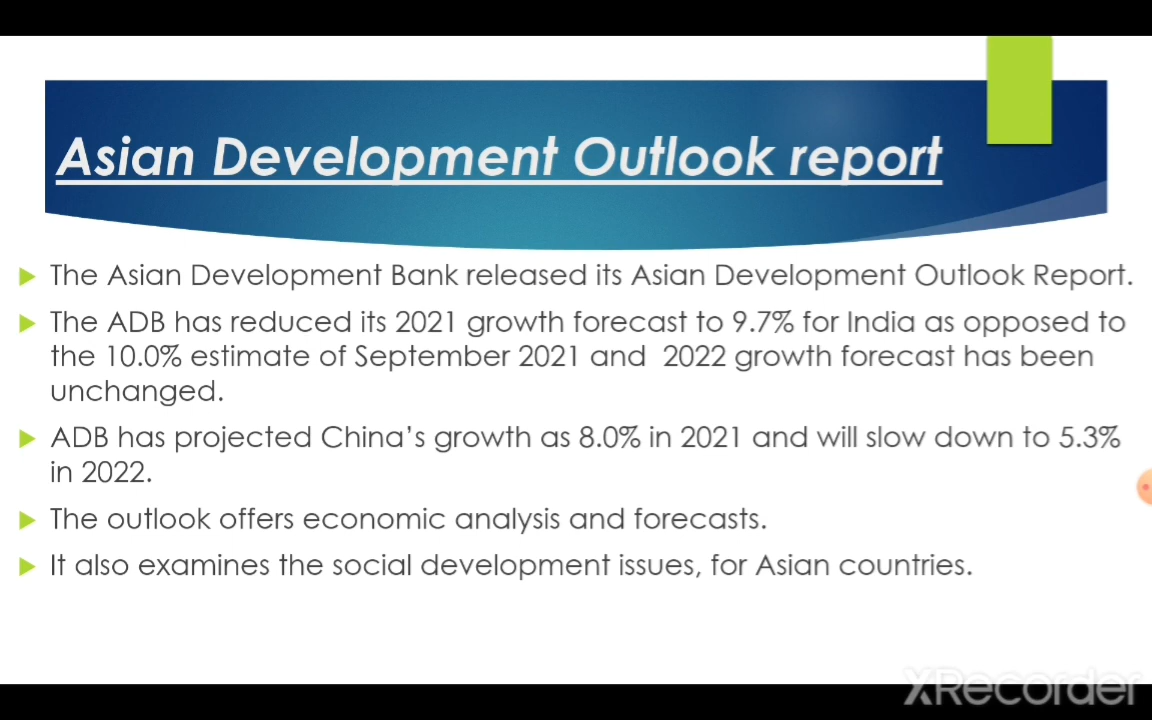 Asian Development Outlook report
The Asian Development Bank released its Asian Development Outlook Report.
The ADB has reduced its 2021 growth forecast to 9.7% for India as opposed to
the 10.0% estimate of September 2021 and  2022 growth forecast has been
unchanged.
ADB has projected China’s growth as 8.0% in 2021 and will slow down to 5.3%
in 2022.
The outlook offers economic analysis and forecasts.
It also examines the social development issues, for Asian countries.
XRecorder